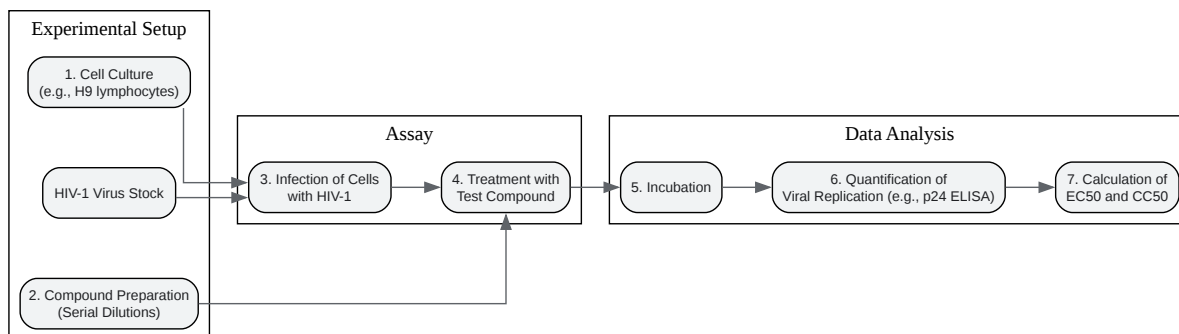 Experimental Setup
1. Cell Culture
(e.g., H9 lymphocytes)
HIV-1 Virus Stock
2. Compound Preparation
(Serial Dilutions)
Assay
3. Infection of Cells
with HIV-1
4. Treatment with
Test Compound
Data Analysis
5. Incubation
6. Quantification of
Viral Replication (e.g., p24 ELISA)
7. Calculation of
EC50 and CC50